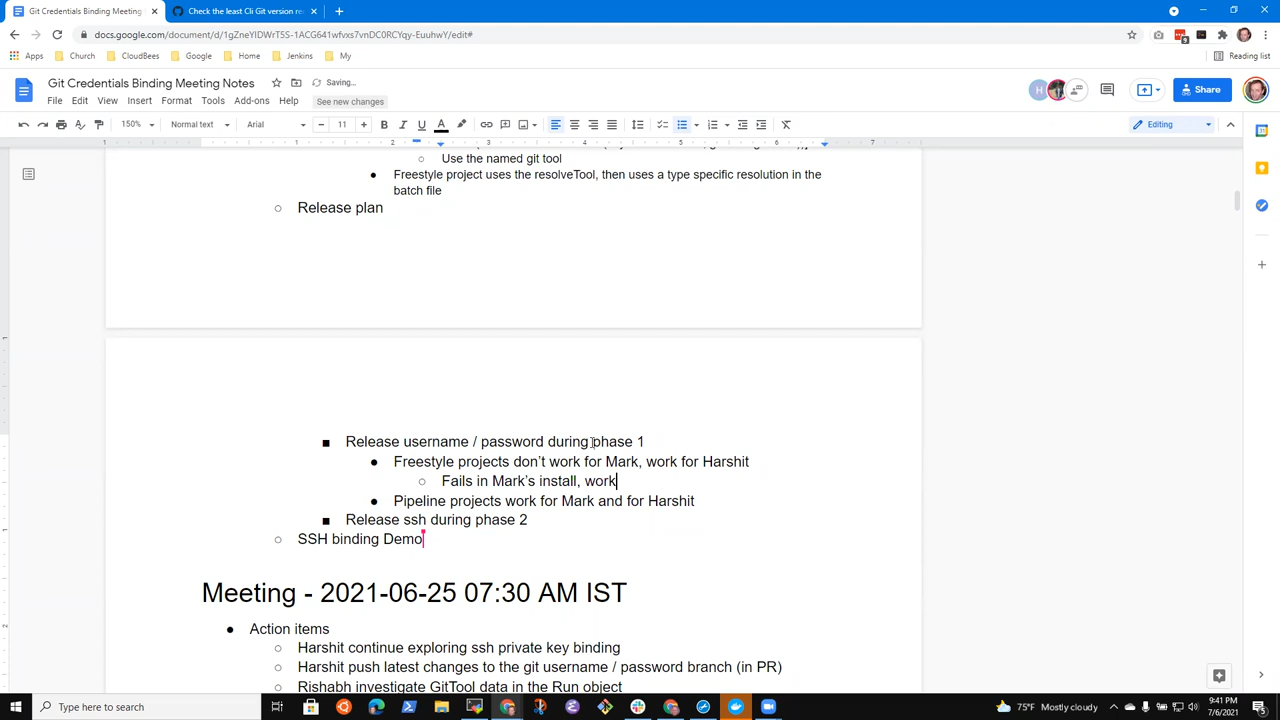 Git Credentials Binding Meeting
Check the least Cli Git version re
docs.google.com/document/d/1gZneYIDWrTSS-1ACG641wfvxs7vnDC0RCYqy-EuuhwY/edit#
Apps Church CloudBees Google Home Jenkins My Reading list
Git Credentials Binding Meeting Notes Saving...
File Edit View Insert Format Tools Add-ons Help See new changes
H Share
150% Normal text Arial 11 Editing
1 1 2 3 4 5 6 7
Use the named git tool
Freestyle project uses the resolveTool, then uses a type specific resolution in the
batch file
Release plan
Release username / password during phase 1
Freestyle projects don't work for Mark, work for Harshit
Fails in Mark's install, work
Pipeline projects work for Mark and for Harshit
Release ssh during phase 2
SSH binding Demo
Meeting - 2021-06-25 07:30 AM IST
Action items
Harshit continue exploring ssh private key binding
Harshit push latest changes to the git username / password branch (in PR)
Rishabh investigate GitTool data in the Run object
Type here to search
75°F Mostly cloudy
9:41 PM
7/6/2021